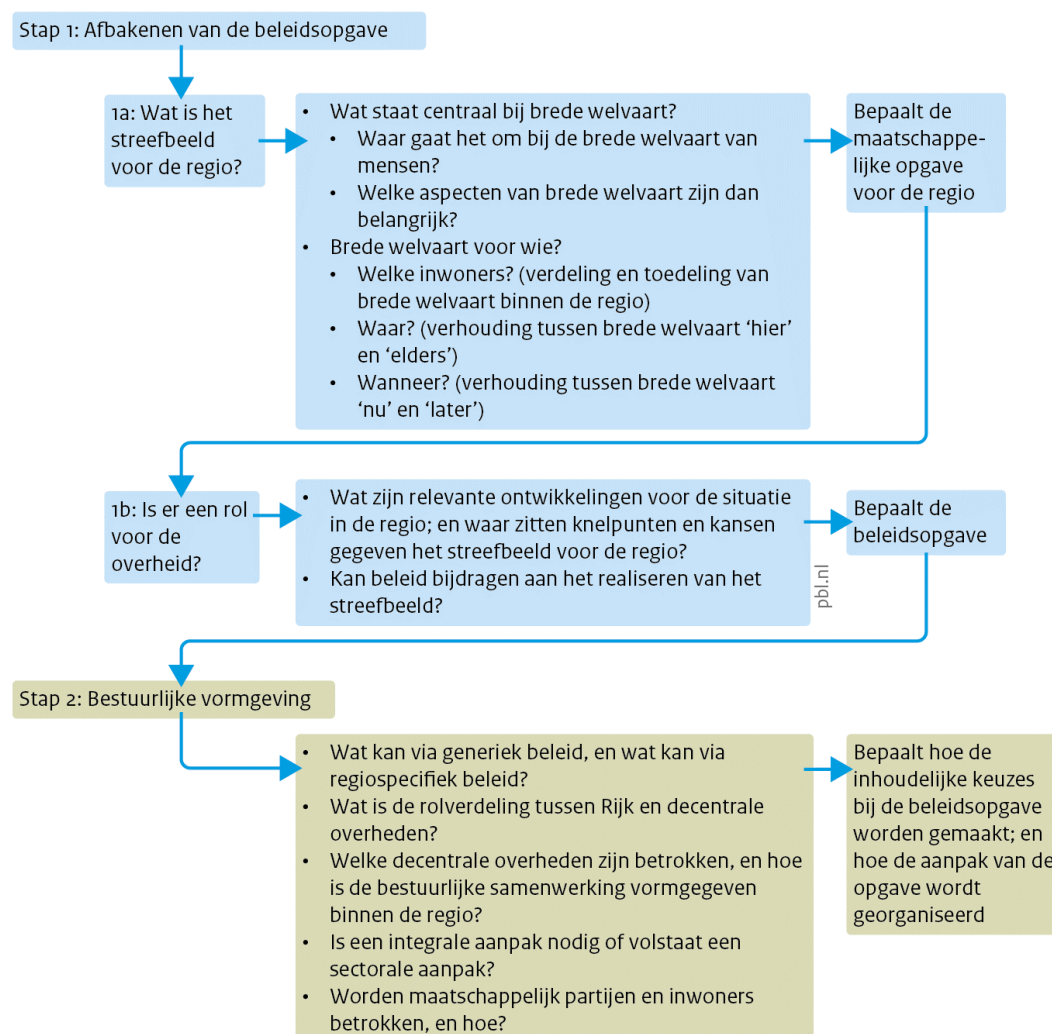 Stap 1: Afbakenen van de beleidsopgave
1a: Wat is het
streefbeeld
voor de regio?
• Wat staat centraal bij brede welvaart?
• Waar gaat het om bij de brede welvaart van
mensen?
• Welke aspecten van brede welvaart zijn dan
belangrijk?
• Brede welvaart voor wie?
• Welke inwoners? (verdeling en toedeling van
brede welvaart binnen de regio)
• Waar? (verhouding tussen brede welvaart ‘hier’
en ‘elders’)
• Wanneer? (verhouding tussen brede welvaart
‘nu’ en ‘later’)
Bepaalt de
maatschappe-
lijke opgave
voor de regio
1b: Is er een rol
voor de
overheid?
• Wat zijn relevante ontwikkelingen voor de situatie
in de regio; en waar zitten knelpunten en kansen
gegeven het streefbeeld voor de regio?
• Kan beleid bijdragen aan het realiseren van het
streefbeeld?
Bepaalt de
beleidsopgave
pbl.nl
Stap 2: Bestuurlijke vormgeving
• Wat kan via generiek beleid, en wat kan via
regiospecifiek beleid?
• Wat is de rolverdeling tussen Rijk en decentrale
overheden?
• Welke decentrale overheden zijn betrokken, en hoe
is de bestuurlijke samenwerking vormgegeven
binnen de regio?
• Is een integrale aanpak nodig of volstaat een
sectorale aanpak?
• Worden maatschappelijk partijen en inwoners
betrokken, en hoe?
Bepaalt hoe de
inhoudelijke keuzes
bij de beleidsopgave
worden gemaakt; en
hoe de aanpak van de
opgave wordt
georganiseerd